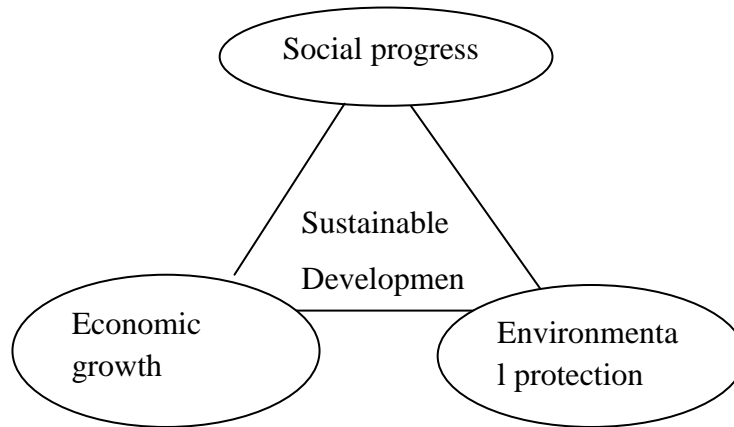 Social progress
Sustainable
Developmen
Economic
growth
Environmenta
l protection